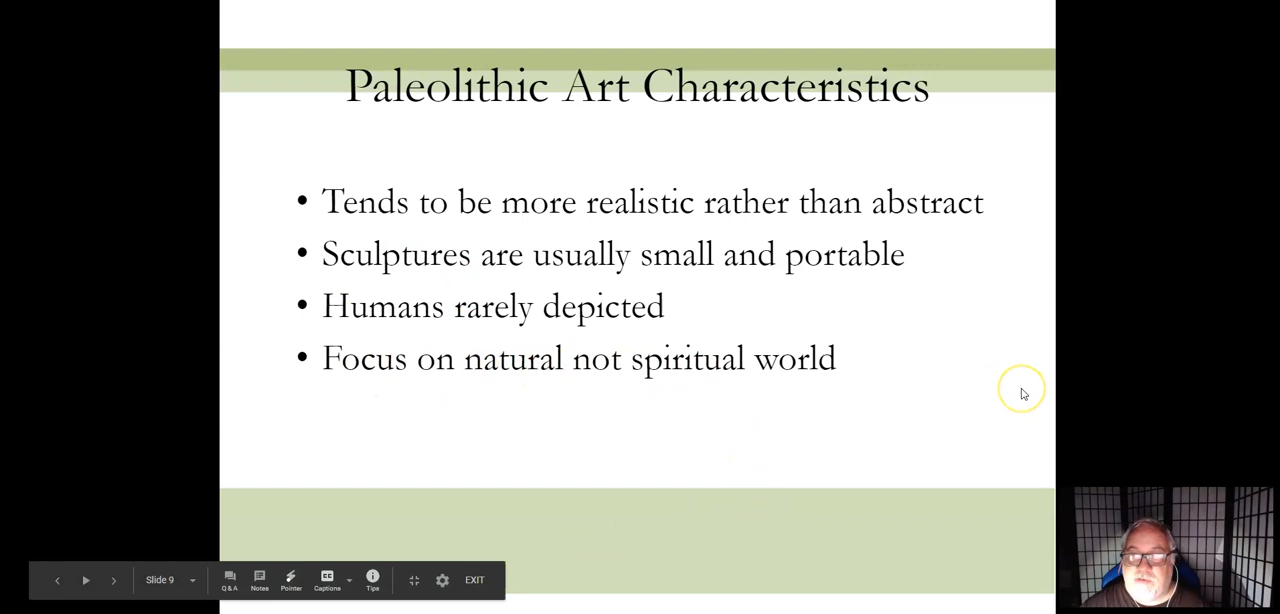 Paleolithic Art Characteristics
• Tends to be more realistic rather than abstract
• Sculptures are usually small and portable
• Humans rarely depicted
• Focus on natural not spiritual world
Slide 9
Q&A
Notes
Pointer
Captions
Tips
EXIT